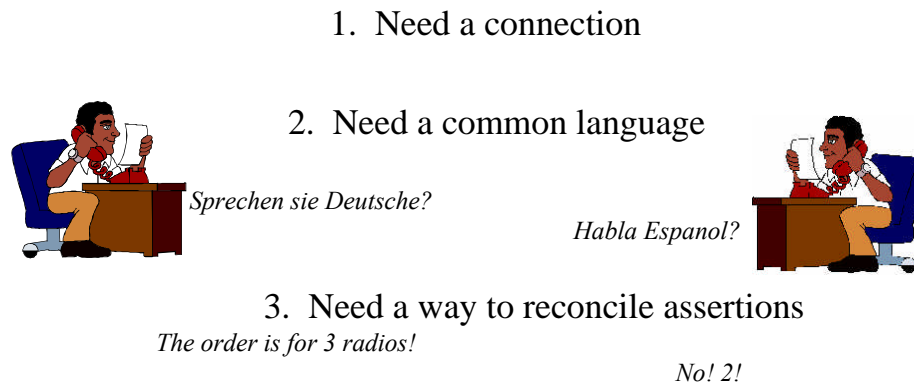 1. Need a connection
2. Need a common language
Sprechen sie Deutsche?
Habla Espanol?
3. Need a way to reconcile assertions
The order is for 3 radios!
No! 2!